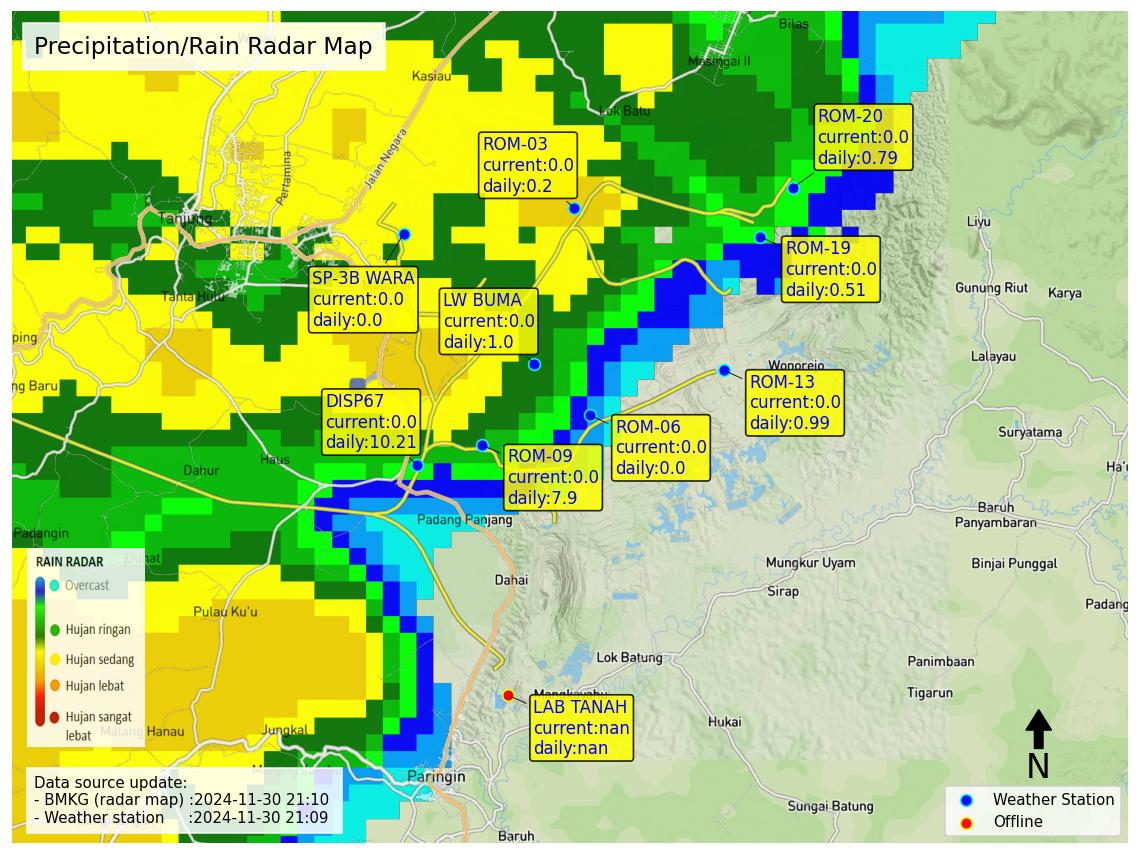 Precipitation/Rain Radar Map
Bilas
Masingai II
Kasiau
Lok Batu
ROM-20
current:0.0
daily:0.79
ROM-03
current:0.0
daily:0.2
Jalan Negara
Pertamina
Tanjung
Liyu
ROM-19
current:0.0
daily:0.51
SP-3B WARA
current:0.0
daily:0.0
Tanta Hulu
LW BUMA
current:0.0
daily:1.0
Gunung Riut
Karya
ping
Lalayau
Wonorejo
ng Baru
ROM-13
current:0.0
daily:0.99
DISP67
current:0.0
daily:10.21
ROM-06
current:0.0
daily:0.0
Suryatama
Haus
Dahur
ROM-09
current:0.0
daily:7.9
Ha'u
Baruh
Panyambaran
Padang Panjang
Padangin
RAIN RADAR
Overcast
Hujan ringan
Hujan sedang
Hujan lebat
Hujan sangat
lebat
Mungkur Uyam
Binjai Punggal
Dahai
Sirap
Pulau Ku'u
Padang
Lok Batung
Panimbaan
Tigarun
LAB TANAH
current:nan
daily:nan
Hukai
Jungkal
N
Paringin
Data source update:
- BMKG (radar map) :2024-11-30 21:10
- Weather station :2024-11-30 21:09
Sungai Batung
Baruh
Weather Station
Offline